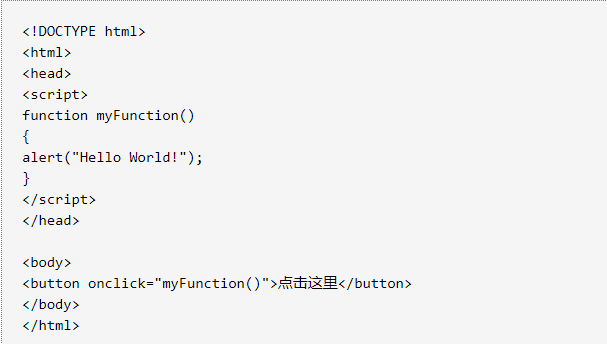 <!DOCTYPE html>
<html>
<head>
<script>
function myFunction()
{
alert("Hello World!");
}
</script>
</head>
<body>
<button onclick="myFunction()">点击这里</button>
</body>
</html>